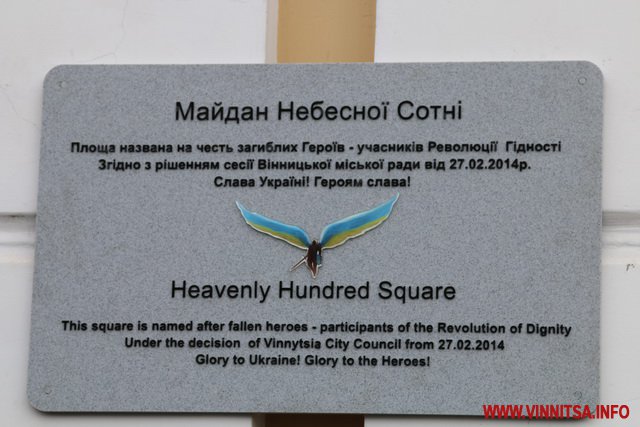 Майдан Небесної Сотні
Площа названа на честь загиблих Героїв - учасників Революції Гідності
Згідно з рішенням сесії Вінницької міської ради від 27.02.2014р.
Слава Україні! Героям слава!
Heavenly Hundred Square
This square is named after fallen heroes - participants of the Revolution of Dignity
Under the decision of Vinnytsia City Council from 27.02.2014
Glory to Ukraine! Glory to the Heroes!
WWW.VINNITSA.INFO